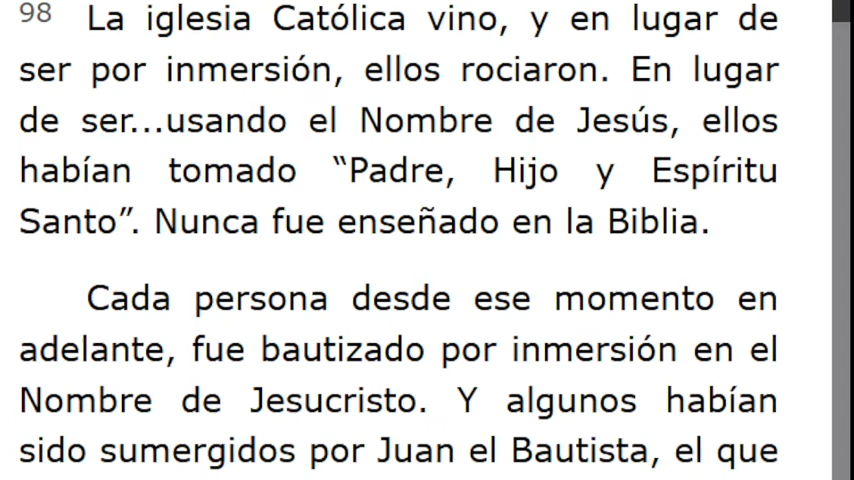 98 La iglesia Católica vino, y en lugar de
ser por inmersión, ellos rociaron. En lugar
de ser...usando el Nombre de Jesús, ellos
habían tomado “Padre, Hijo y Espíritu
Santo”. Nunca fue enseñado en la Biblia.
Cada persona desde ese momento en
adelante, fue bautizado por inmersión en el
Nombre de Jesucristo. Y algunos habían
sido sumergidos por Juan el Bautista, el que